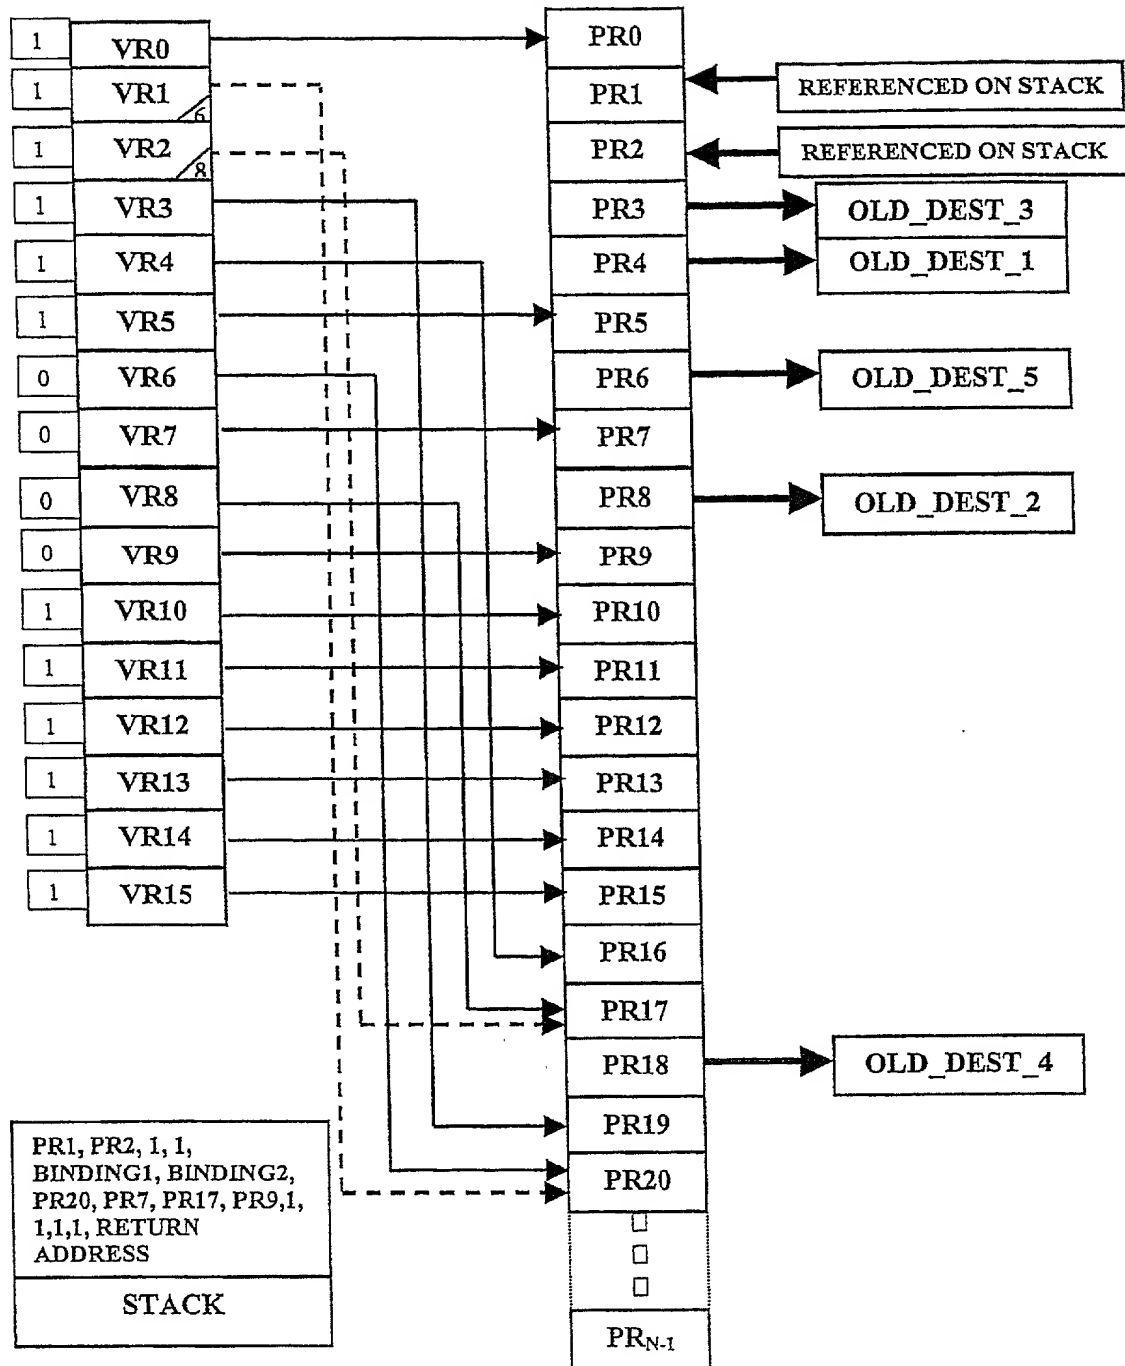 1 VR0 PR0
1 VR1 6 PR1 REFERENCED ON STACK
1 VR2 8 PR2 REFERENCED ON STACK
1 VR3 PR3 OLD_DEST_3
1 VR4 PR4 OLD_DEST_1
1 VR5 PR5
0 VR6 PR6 OLD_DEST_5
0 VR7 PR7
0 VR8 PR8 OLD_DEST_2
0 VR9 PR9
1 VR10 PR10
1 VR11 PR11
1 VR12 PR12
1 VR13 PR13
1 VR14 PR14
1 VR15 PR15
PR16
PR17
PR18 OLD_DEST_4
PR19
PR20
PRN-1
PR1, PR2, 1, 1,
BINDING1, BINDING2,
PR20, PR7, PR17, PR9,1,
1,1,1, RETURN
ADDRESS
STACK